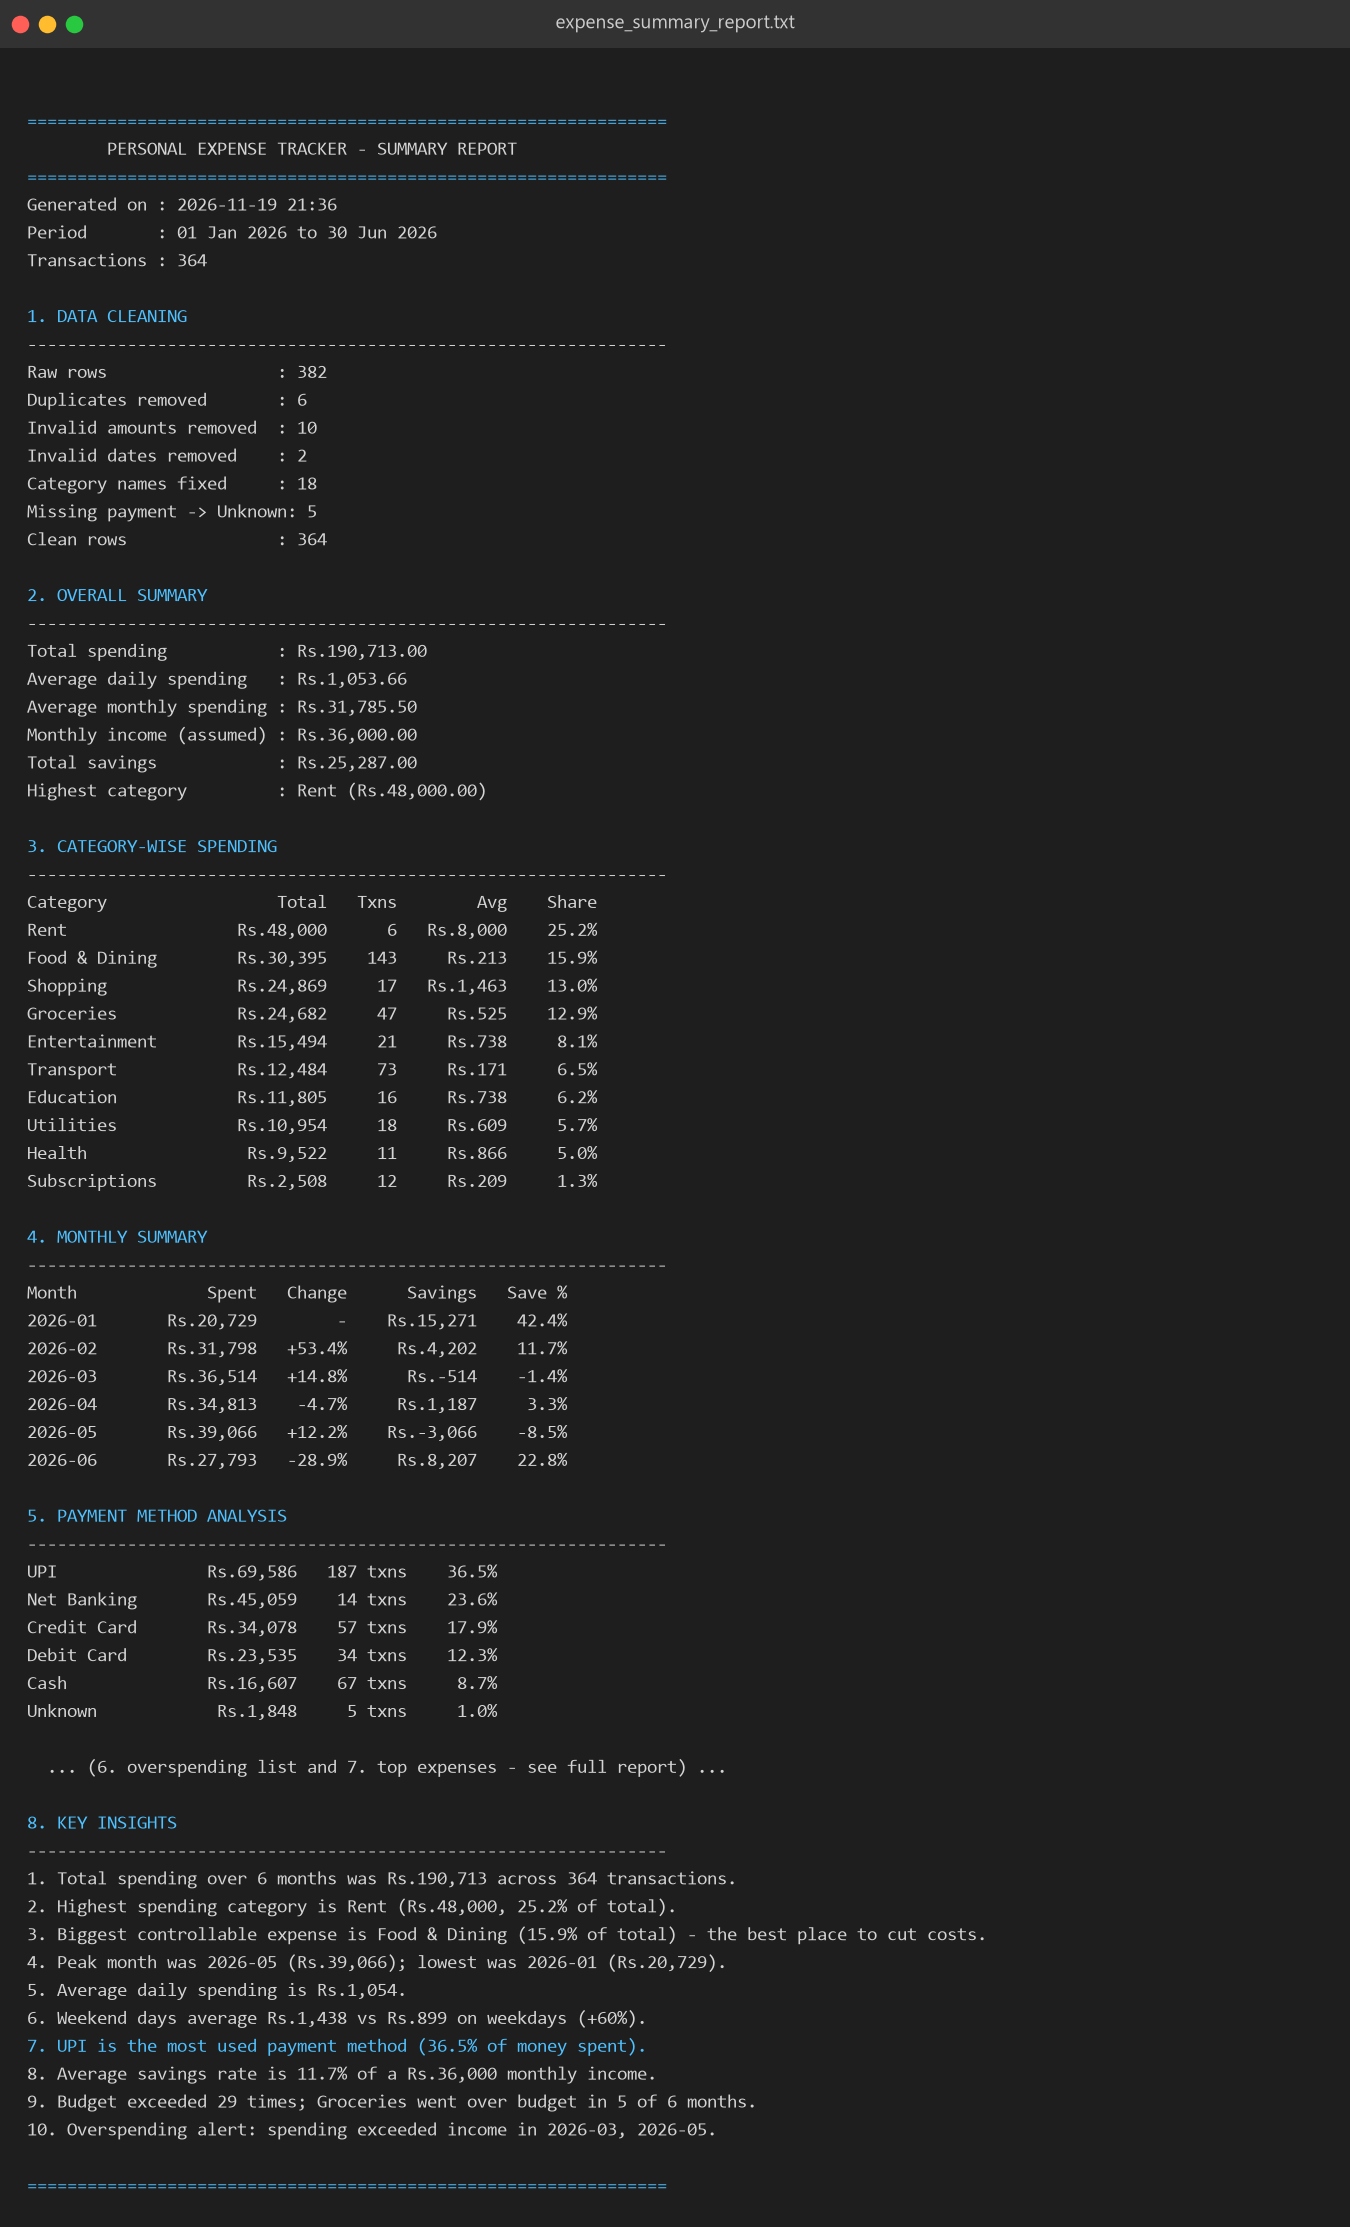 expense_summary_report.txt
================================================================
        PERSONAL EXPENSE TRACKER - SUMMARY REPORT
================================================================
Generated on : 2026-11-19 21:36
Period       : 01 Jan 2026 to 30 Jun 2026
Transactions : 364
1. DATA CLEANING
----------------------------------------------------------------
Raw rows                 : 382
Duplicates removed       : 6
Invalid amounts removed  : 10
Invalid dates removed    : 2
Category names fixed     : 18
Missing payment -> Unknown: 5
Clean rows               : 364
2. OVERALL SUMMARY
----------------------------------------------------------------
Total spending           : Rs.190,713.00
Average daily spending   : Rs.1,053.66
Average monthly spending : Rs.31,785.50
Monthly income (assumed) : Rs.36,000.00
Total savings            : Rs.25,287.00
Highest category         : Rent (Rs.48,000.00)
3. CATEGORY-WISE SPENDING
----------------------------------------------------------------
Category                 Total   Txns        Avg    Share
Rent                 Rs.48,000      6   Rs.8,000    25.2%
Food & Dining        Rs.30,395    143     Rs.213    15.9%
Shopping             Rs.24,869     17   Rs.1,463    13.0%
Groceries            Rs.24,682     47     Rs.525    12.9%
Entertainment        Rs.15,494     21     Rs.738     8.1%
Transport            Rs.12,484     73     Rs.171     6.5%
Education            Rs.11,805     16     Rs.738     6.2%
Utilities            Rs.10,954     18     Rs.609     5.7%
Health                Rs.9,522     11     Rs.866     5.0%
Subscriptions         Rs.2,508     12     Rs.209     1.3%
4. MONTHLY SUMMARY
----------------------------------------------------------------
Month             Spent   Change      Savings   Save %
2026-01       Rs.20,729        -    Rs.15,271    42.4%
2026-02       Rs.31,798   +53.4%     Rs.4,202    11.7%
2026-03       Rs.36,514   +14.8%      Rs.-514    -1.4%
2026-04       Rs.34,813    -4.7%     Rs.1,187     3.3%
2026-05       Rs.39,066   +12.2%    Rs.-3,066    -8.5%
2026-06       Rs.27,793   -28.9%     Rs.8,207    22.8%
5. PAYMENT METHOD ANALYSIS
----------------------------------------------------------------
UPI               Rs.69,586   187 txns    36.5%
Net Banking       Rs.45,059    14 txns    23.6%
Credit Card       Rs.34,078    57 txns    17.9%
Debit Card        Rs.23,535    34 txns    12.3%
Cash              Rs.16,607    67 txns     8.7%
Unknown            Rs.1,848     5 txns     1.0%
  ... (6. overspending list and 7. top expenses - see full report) ...
8. KEY INSIGHTS
----------------------------------------------------------------
1. Total spending over 6 months was Rs.190,713 across 364 transactions.
2. Highest spending category is Rent (Rs.48,000, 25.2% of total).
3. Biggest controllable expense is Food & Dining (15.9% of total) - the best place to cut costs.
4. Peak month was 2026-05 (Rs.39,066); lowest was 2026-01 (Rs.20,729).
5. Average daily spending is Rs.1,054.
6. Weekend days average Rs.1,438 vs Rs.899 on weekdays (+60%).
7. UPI is the most used payment method (36.5% of money spent).
8. Average savings rate is 11.7% of a Rs.36,000 monthly income.
9. Budget exceeded 29 times; Groceries went over budget in 5 of 6 months.
10. Overspending alert: spending exceeded income in 2026-03, 2026-05.
================================================================